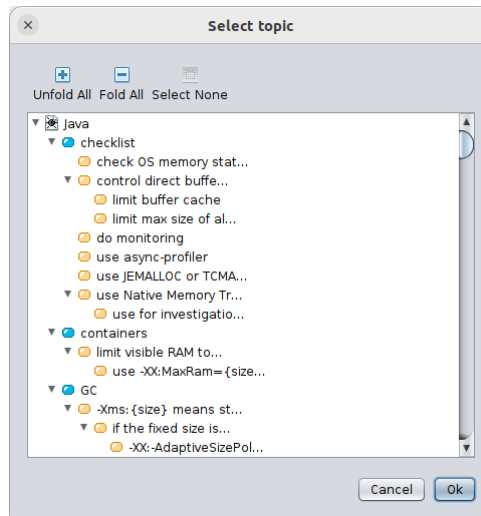 Select topic
Unfold All Fold All Select None
Java
checklist
check OS memory stat...
control direct buffe...
limit buffer cache
limit max size of al...
do monitoring
use async-profiler
use JEMALLOC or TCMA...
use Native Memory Tr...
use for investigatio...
containers
limit visible RAM to...
use -XX:MaxRam={size...
GC
-Xms:{size} means st...
if the fixed size is...
-XX:-AdaptiveSizePol...
Cancel Ok